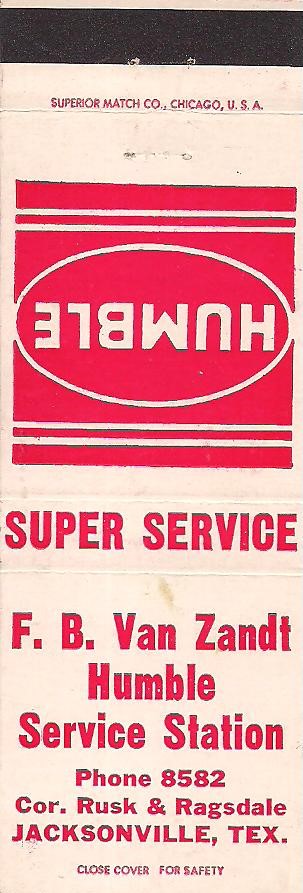 SUPERIOR MATCH CO., CHICAGO, U. S. A.
HUMBLE
SUPER SERVICE
F. B. Van Zandt
Humble
Service Station
Phone 8582
Cor. Rusk & Ragsdale
JACKSONVILLE, TEX.
CLOSE COVER FOR SAFETY